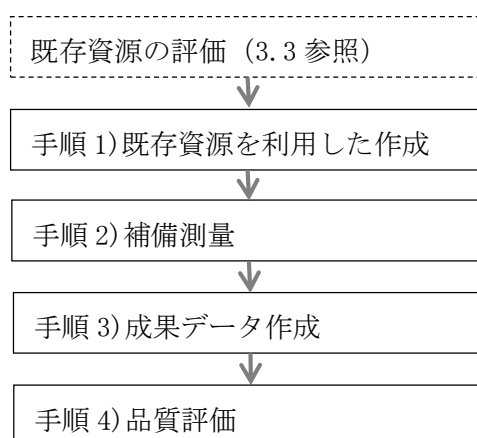 既存資源の評価（3.3 参照）
手順 1)既存資源を利用した作成
手順 2)補備測量
手順 3)成果データ作成
手順 4)品質評価